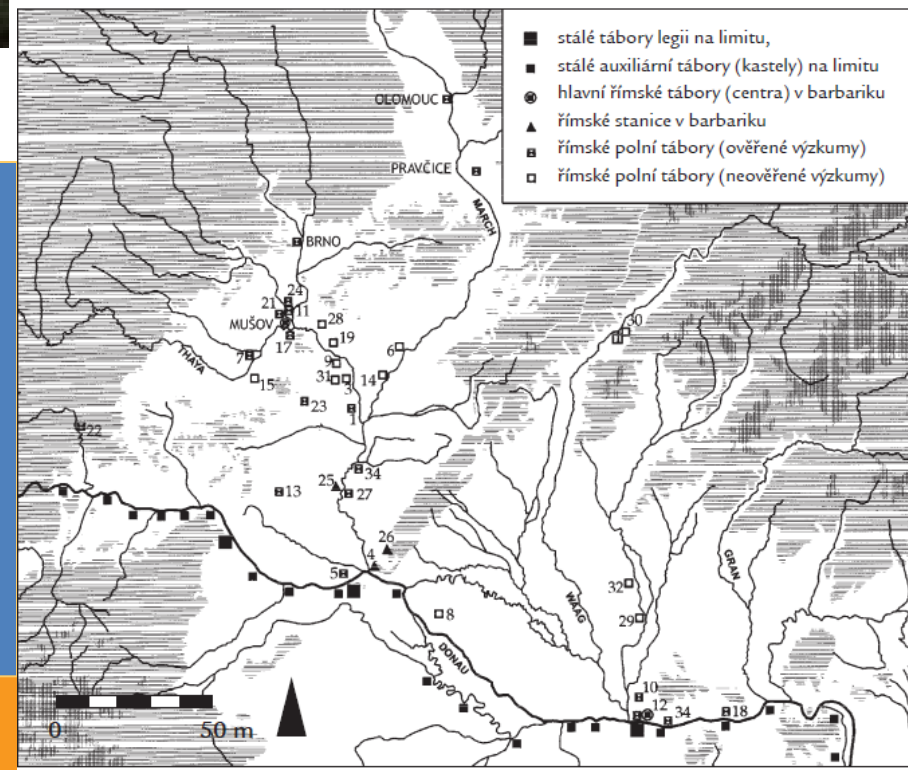 stálé tábory legii na limitu,
stálé auxiliární tábory (kastely) na limitu
hlavní římské tábory (centra) v barbariku
římské stanice v barbariku
římské polní tábory (ověřené výzkumy)
římské polní tábory (neověřené výzkumy)
OLOMOUC
PRAVČICE
MARCH
BRNO
24
21
11
MUŠOV
28
17
19
30
THAYA
7
6
9
15
31
3
14
23
1
22
34
25
27
13
26
4
5
GRAN
32
WAAG
8
29
DONAU
10
12
34
18
0
50 m